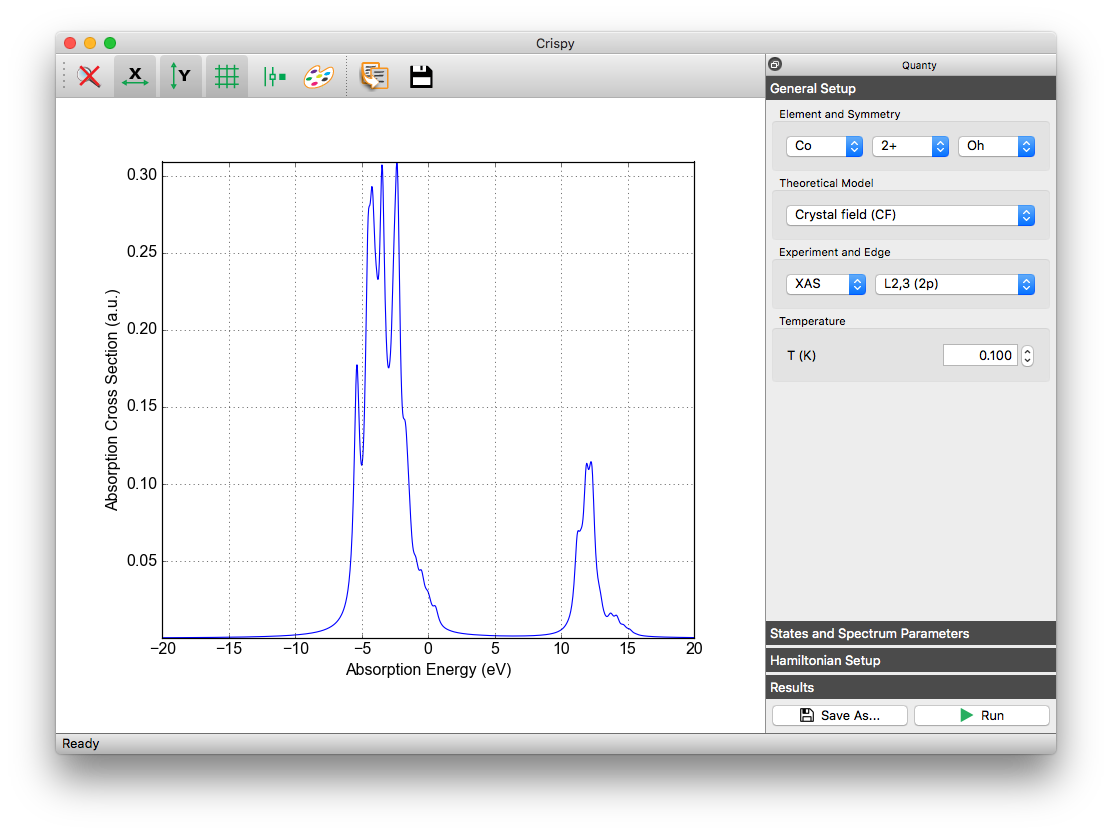 Crispy
X Y
Quanty
General Setup
Element and Symmetry
Co 2+ Oh
Theoretical Model
Crystal field (CF)
Experiment and Edge
XAS L2,3 (2p)
Temperature
T (K) 0.100
0.30
0.25
0.20
0.15
0.10
0.05
Absorption Cross Section (a.u.)
−20 −15 −10 −5 0 5 10 15 20
Absorption Energy (eV)
States and Spectrum Parameters
Hamiltonian Setup
Results
Save As... Run
Ready